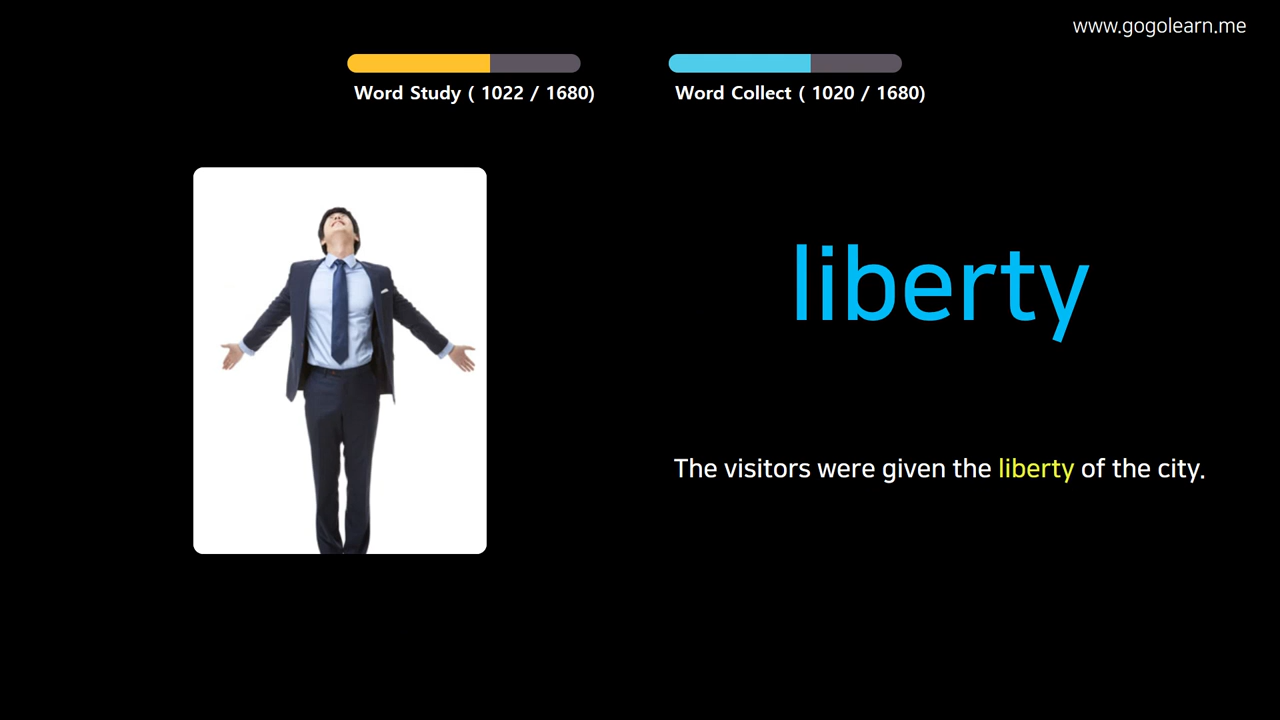 www.gogolearn.me
Word Study ( 1022 / 1680)
Word Collect ( 1020 / 1680)
liberty
The visitors were given the liberty of the city.